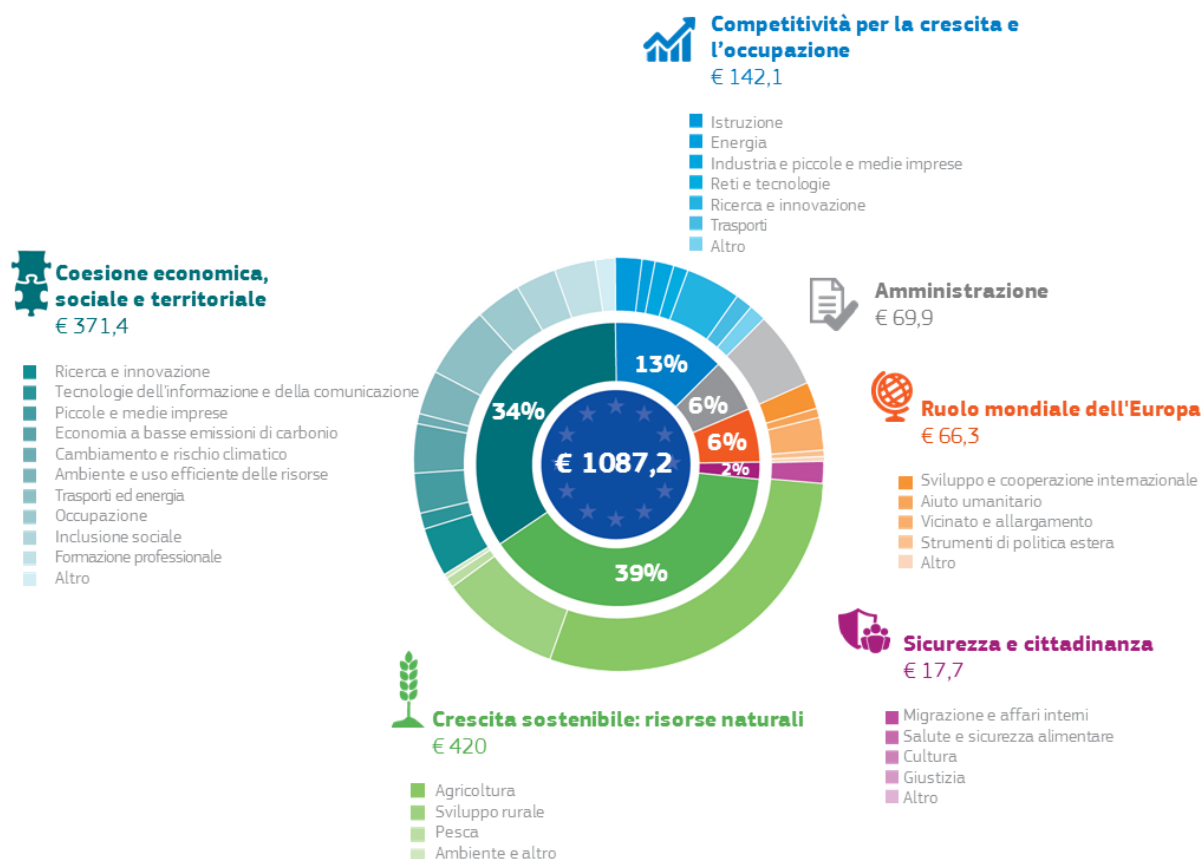 Competitività per la crescita e
l'occupazione
€ 142,1
Istruzione
Energia
Industria e piccole e medie imprese
Reti e tecnologie
Ricerca e innovazione
Trasporti
Altro
Coesione economica,
sociale e territoriale
€ 371,4
Ricerca e innovazione
Tecnologie dell'informazione e della comunicazione
Piccole e medie imprese
Economia a basse emissioni di carbonio
Cambiamento e rischio climatico
Ambiente e uso efficiente delle risorse
Trasporti ed energia
Occupazione
Inclusione sociale
Formazione professionale
Altro
13%
6%
6%
2%
39%
34%
€ 1087,2
Amministrazione
€ 69,9
Ruolo mondiale dell'Europa
€ 66,3
Sviluppo e cooperazione internazionale
Aiuto umanitario
Vicinato e allargamento
Strumenti di politica estera
Altro
Sicurezza e cittadinanza
€ 17,7
Migrazione e affari interni
Salute e sicurezza alimentare
Cultura
Giustizia
Altro
Crescita sostenibile: risorse naturali
€ 420
Agricoltura
Sviluppo rurale
Pesca
Ambiente e altro